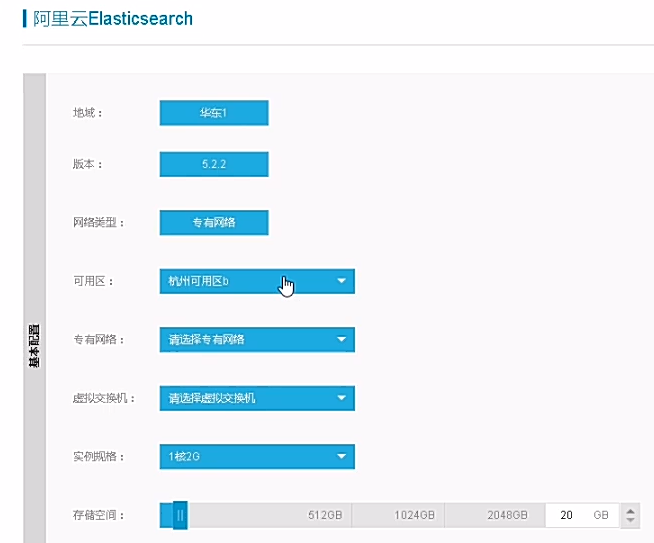 阿里云Elasticsearch
基本配置
地域： 华东1
版本： 5.2.2
网络类型： 专有网络
可用区： 杭州可用区b
专有网络： 请选择专有网络
虚拟交换机： 请选择虚拟交换机
实例规格： 1核2G
存储空间： 512GB 1024GB 2048GB 20 GB